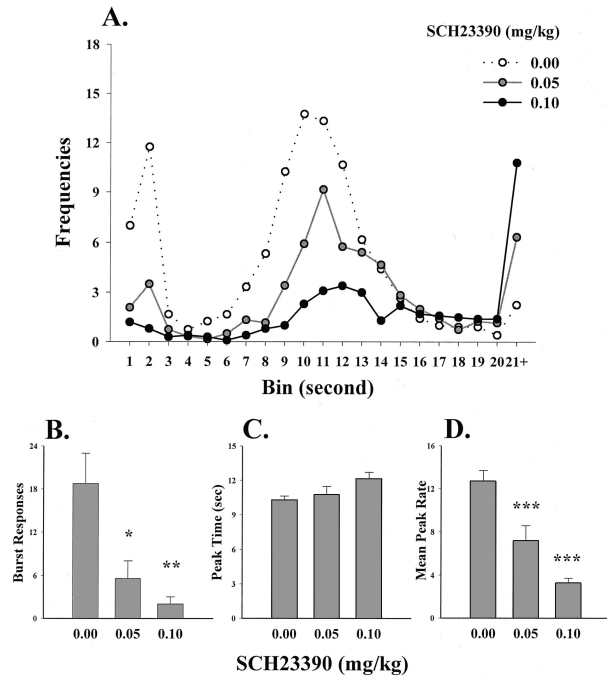 A.
SCH23390 (mg/kg)
0.00
0.05
0.10
Frequencies
18
15
12
9
6
3
0
1 2 3 4 5 6 7 8 9 10 11 12 13 14 15 16 17 18 19 20 21+
Bin (second)
B.
Burst Responses
24
18
12
6
0
*
**
0.00 0.05 0.10
C.
Peak Time (sec)
15
12
9
6
3
0
0.00 0.05 0.10
D.
Mean Peak Rate
16
12
8
4
0
***
***
0.00 0.05 0.10
SCH23390 (mg/kg)